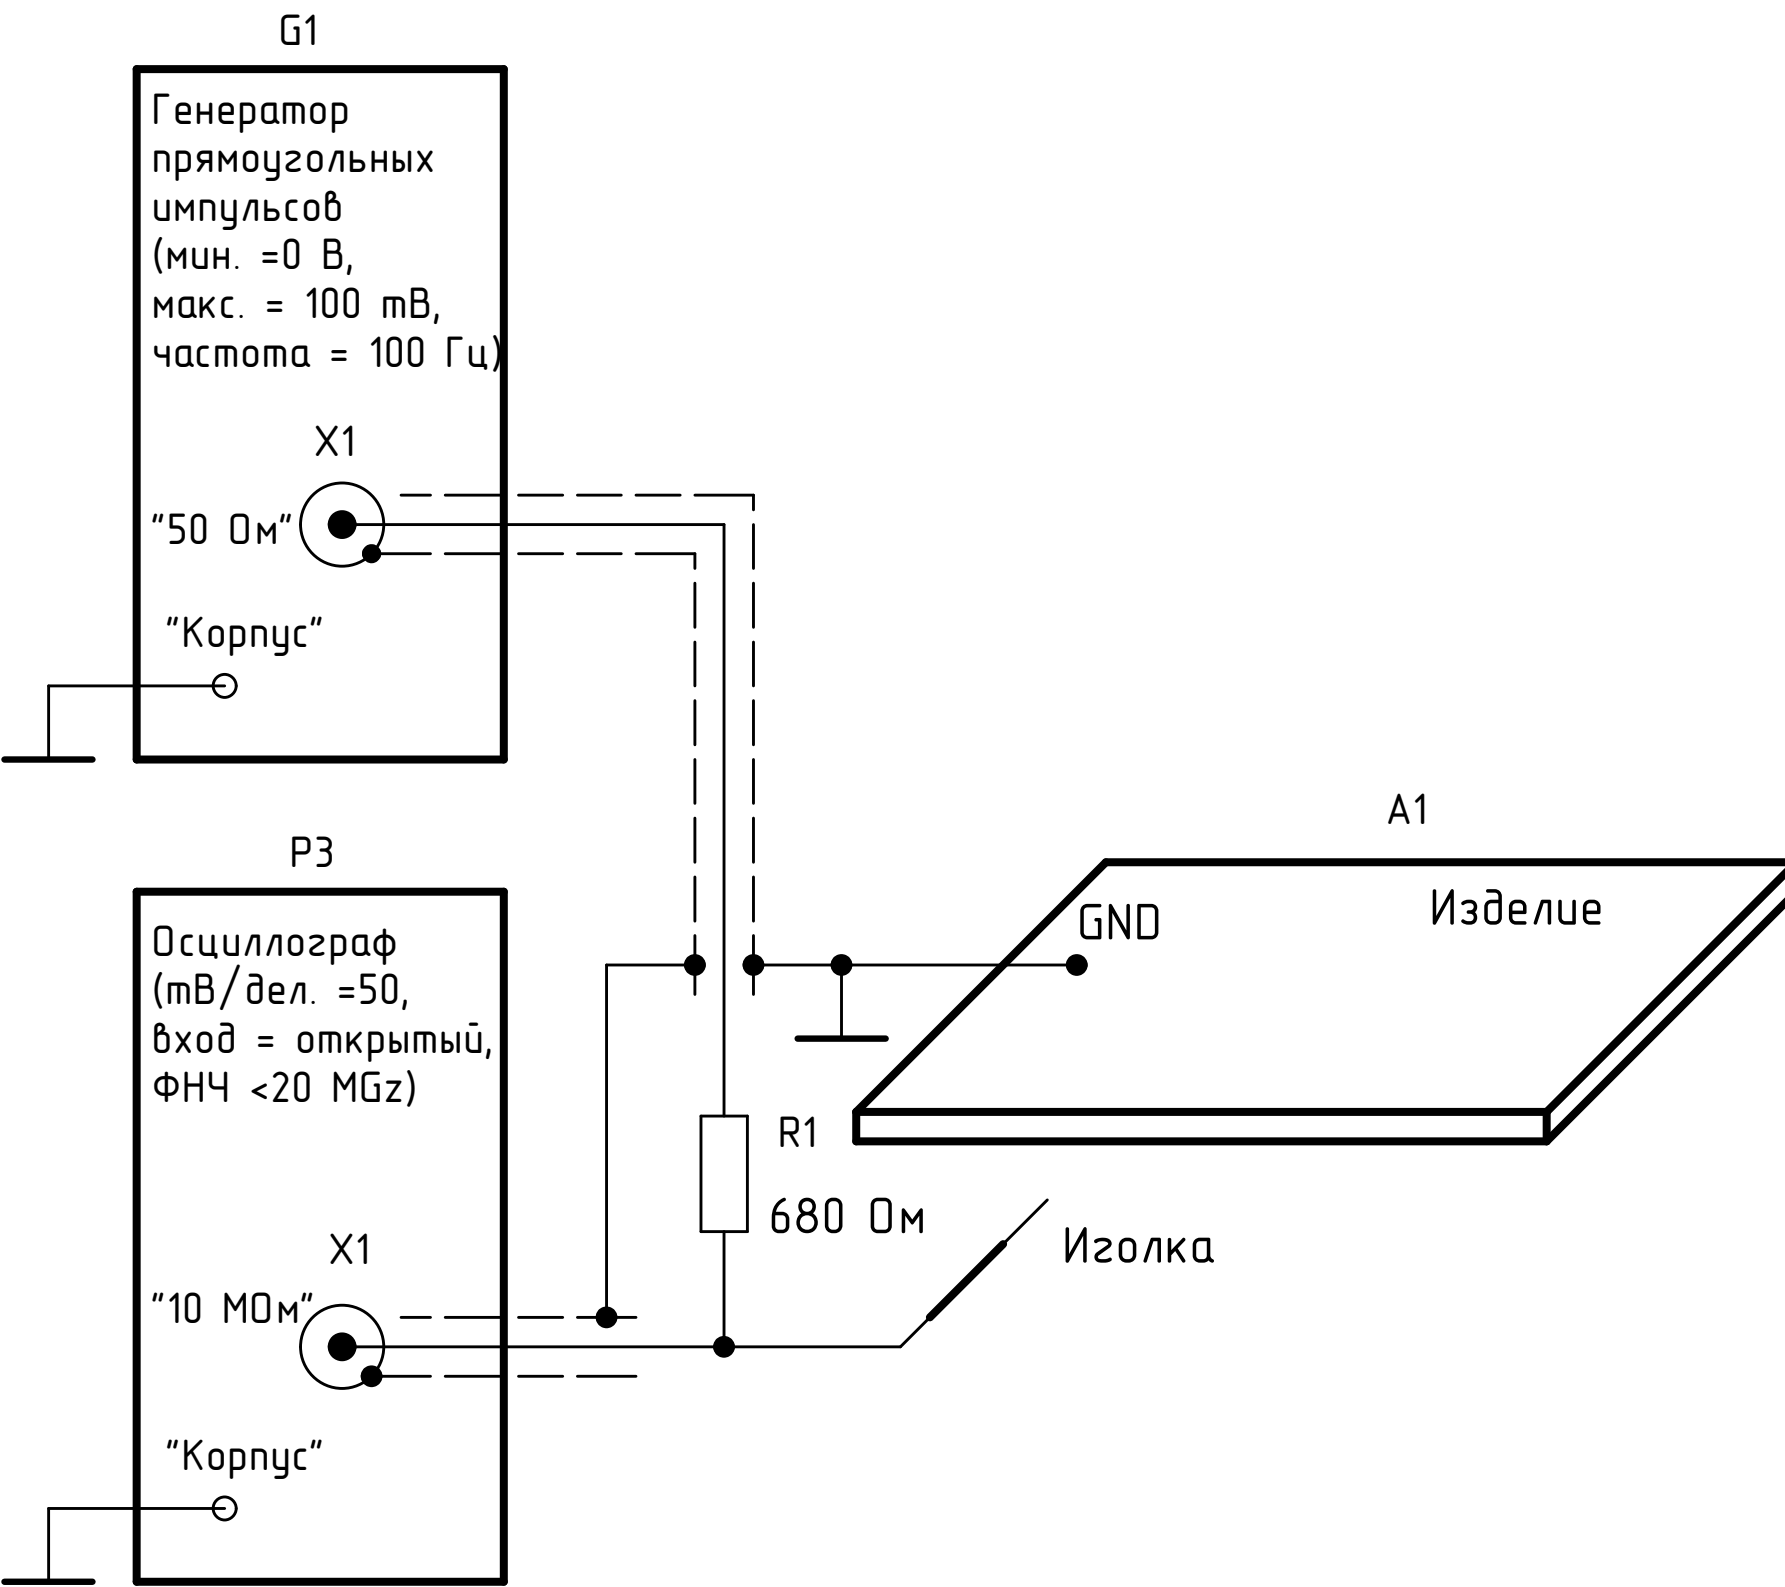 G1
Генератор
прямоугольных
импульсов
(мин. =0 В,
макс. = 100 mВ,
частота = 100 Гц)
X1
"50 Ом"
"Корпус"
P3
Осциллограф
(mВ/дел. =50,
вход = открытый,
ФНЧ <20 MGz)
X1
"10 МОм"
"Корпус"
A1
GND
Изделие
R1
680 Ом
Иголка